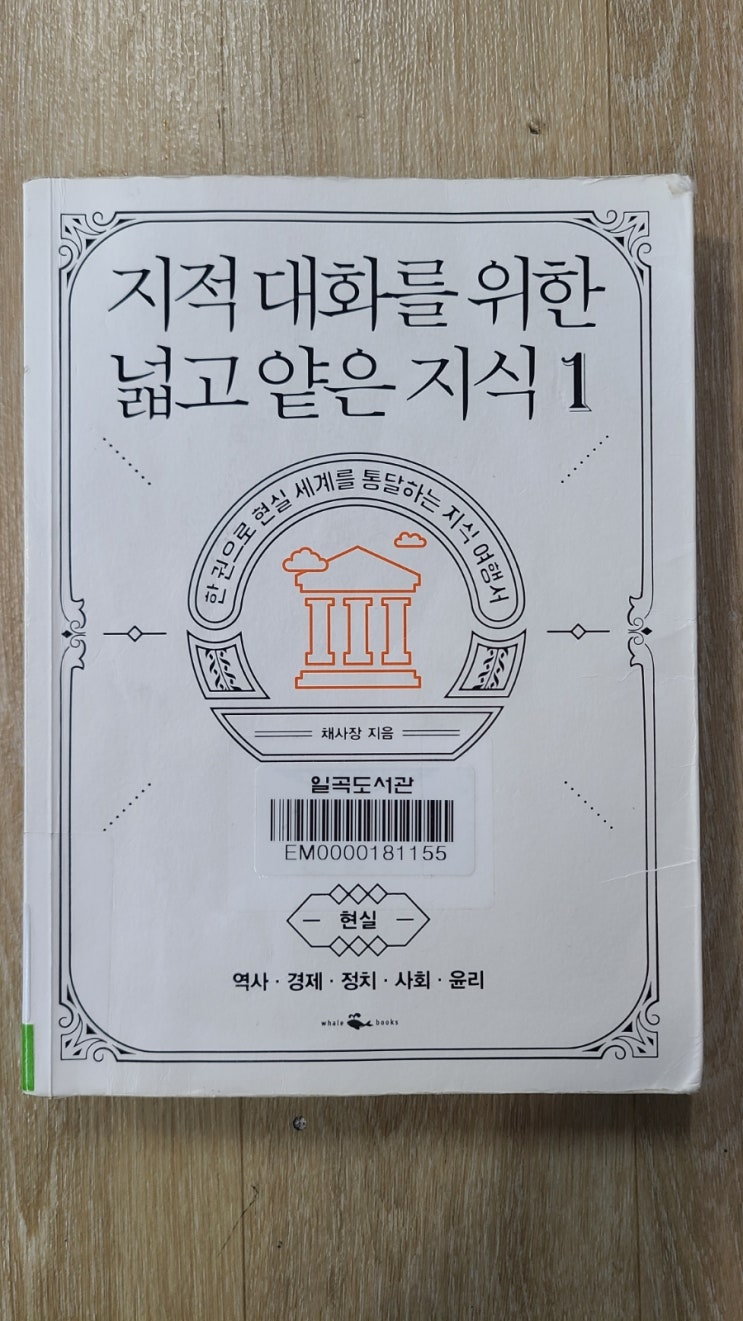 지적 대화를 위한
넓고 얕은 지식 1
한 권으로 현실 세계를 통달하는 지식 여행서
채사장 지음
일곡도서관
EM0000181155
현실
역사 · 경제 · 정치 · 사회 · 윤리
whale books